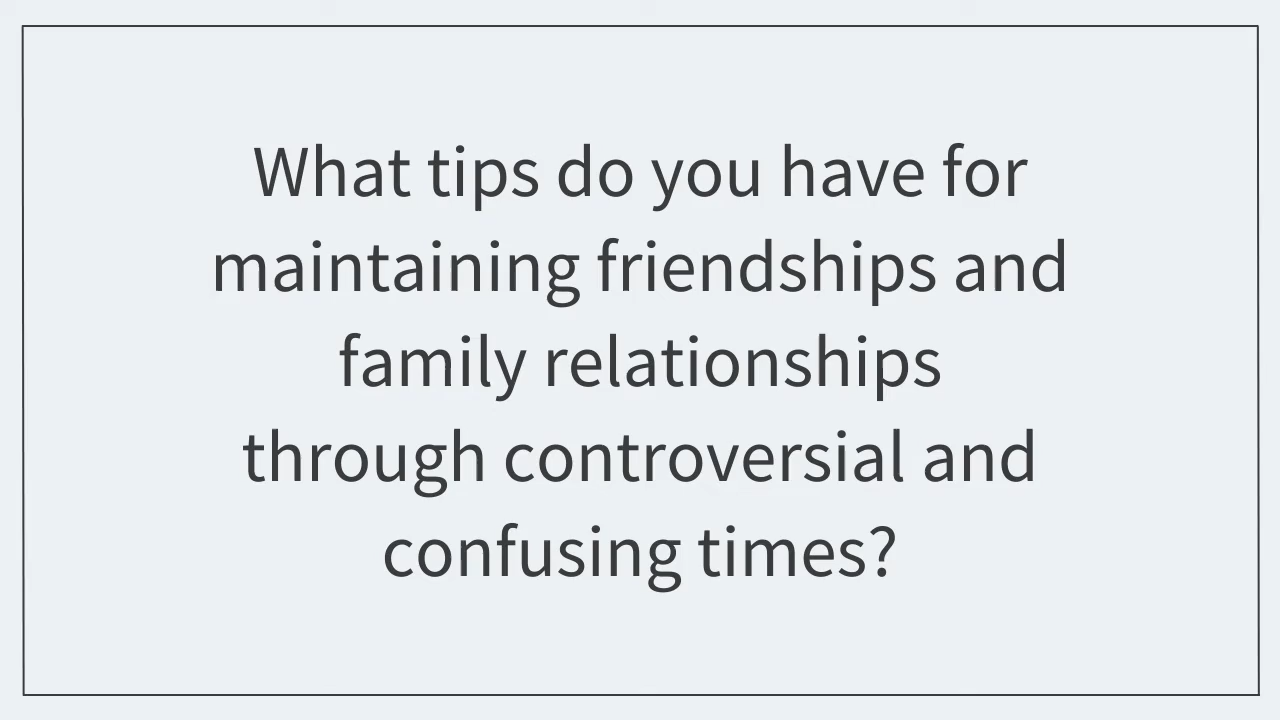 What tips do you have for
maintaining friendships and
family relationships
through controversial and
confusing times?